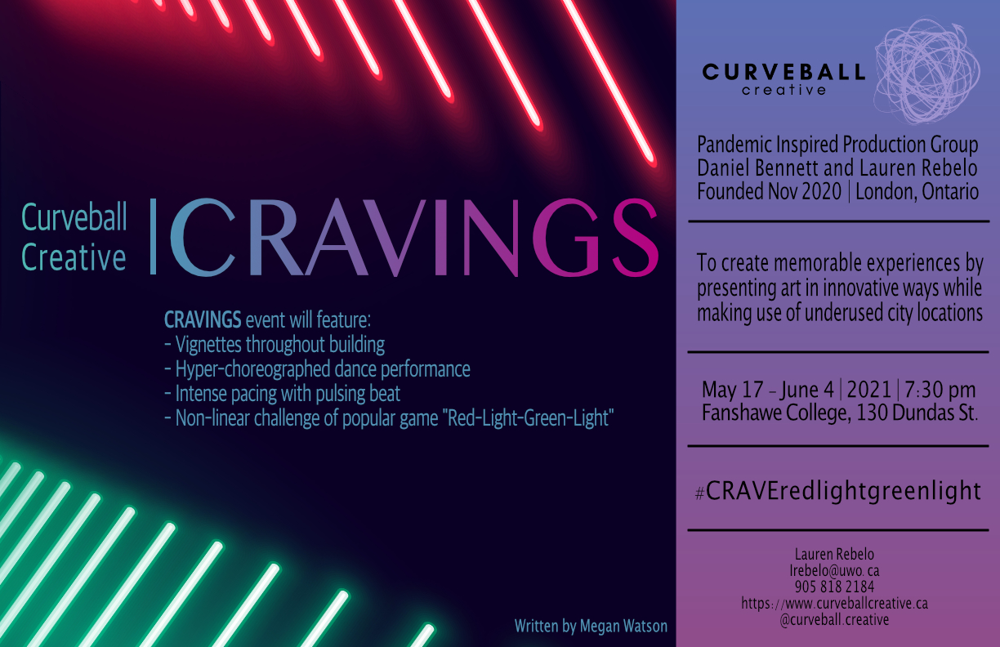 Curveball
Creative
CRAVINGS
CRAVINGS event will feature:
- Vignettes throughout building
- Hyper-choreographed dance performance
- Intense pacing with pulsing beat
- Non-linear challenge of popular game "Red-Light-Green-Light"
Written by Megan Watson
CURVEBALL
creative
Pandemic Inspired Production Group
Daniel Bennett and Lauren Rebelo
Founded Nov 2020 | London, Ontario
To create memorable experiences by
presenting art in innovative ways while
making use of underused city locations
May 17 - June 4 | 2021 | 7:30 pm
Fanshawe College, 130 Dundas St.
#CRAVEredlightgreenlight
Lauren Rebelo
lrebelo@uwo.ca
905 818 2184
https://www.curveballcreative.ca
@curveball.creative